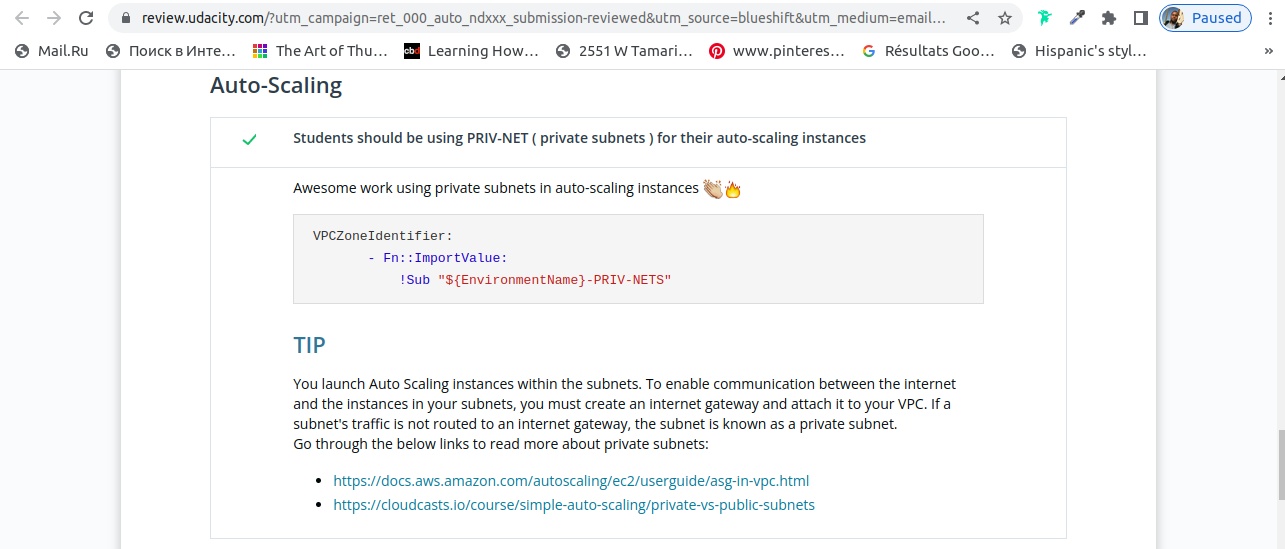 review.udacity.com/?utm_campaign=ret_000_auto_ndxxx_submission-reviewed&utm_source=blueshift&utm_medium=email...
Paused
Mail.Ru
Поиск в Инте...
The Art of Thu...
cbd
Learning How...
2551 W Tamari...
www.pinteres...
Résultats Goo...
Hispanic's styl...
»
Auto-Scaling
Students should be using PRIV-NET ( private subnets ) for their auto-scaling instances
Awesome work using private subnets in auto-scaling instances 👏🔥
VPCZoneIdentifier:
- Fn::ImportValue:
!Sub "${EnvironmentName}-PRIV-NETS"
TIP
You launch Auto Scaling instances within the subnets. To enable communication between the internet
and the instances in your subnets, you must create an internet gateway and attach it to your VPC. If a
subnet's traffic is not routed to an internet gateway, the subnet is known as a private subnet.
Go through the below links to read more about private subnets:
• https://docs.aws.amazon.com/autoscaling/ec2/userguide/asg-in-vpc.html
• https://cloudcasts.io/course/simple-auto-scaling/private-vs-public-subnets